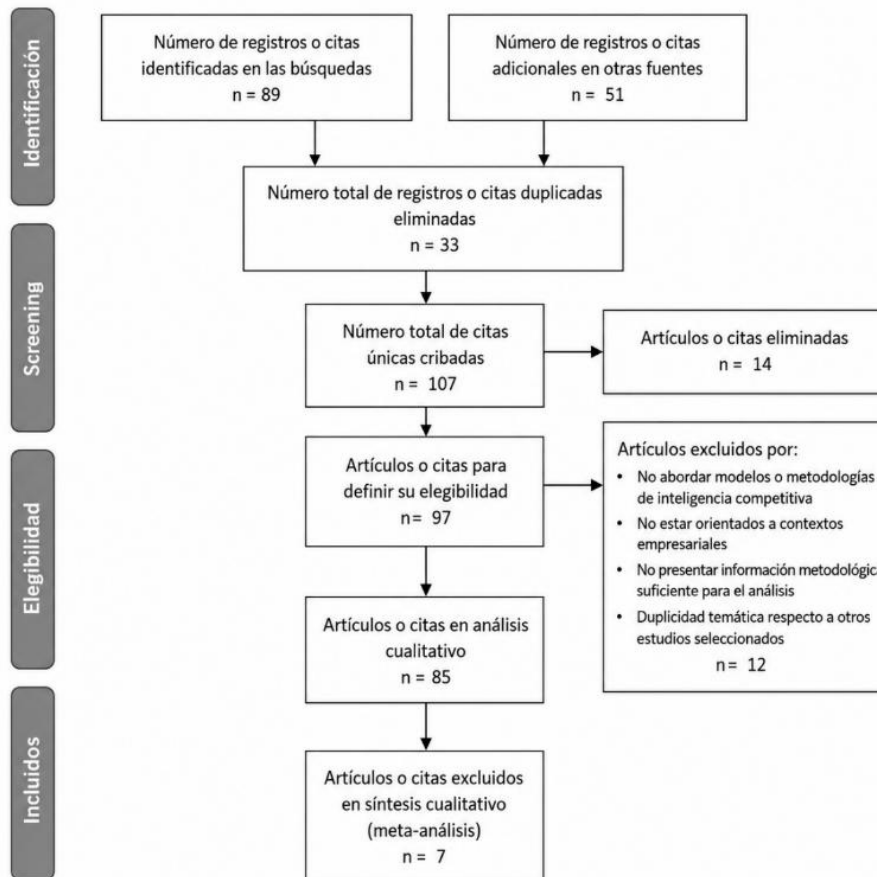 Identificación
Número de registros o citas
identificadas en las búsquedas
n = 89
Número de registros o citas
adicionales en otras fuentes
n = 51
Número total de registros o citas duplicadas
eliminadas
n = 33
Screening
Número total de citas
únicas cribadas
n = 107
Artículos o citas eliminadas
n = 14
Elegibilidad
Artículos o citas para
definir su elegibilidad
n= 97
Artículos excluidos por:
• No abordar modelos o metodologías
de inteligencia competitiva
• No estar orientados a contextos
empresariales
• No presentar información metodológic
suficiente para el análisis
• Duplicidad temática respecto a otros
estudios seleccionados
n = 12
Artículos o citas en análisis
cualitativo
n = 85
Incluidos
Artículos o citas excluidos
en síntesis cualitativo
(meta-análisis)
n = 7